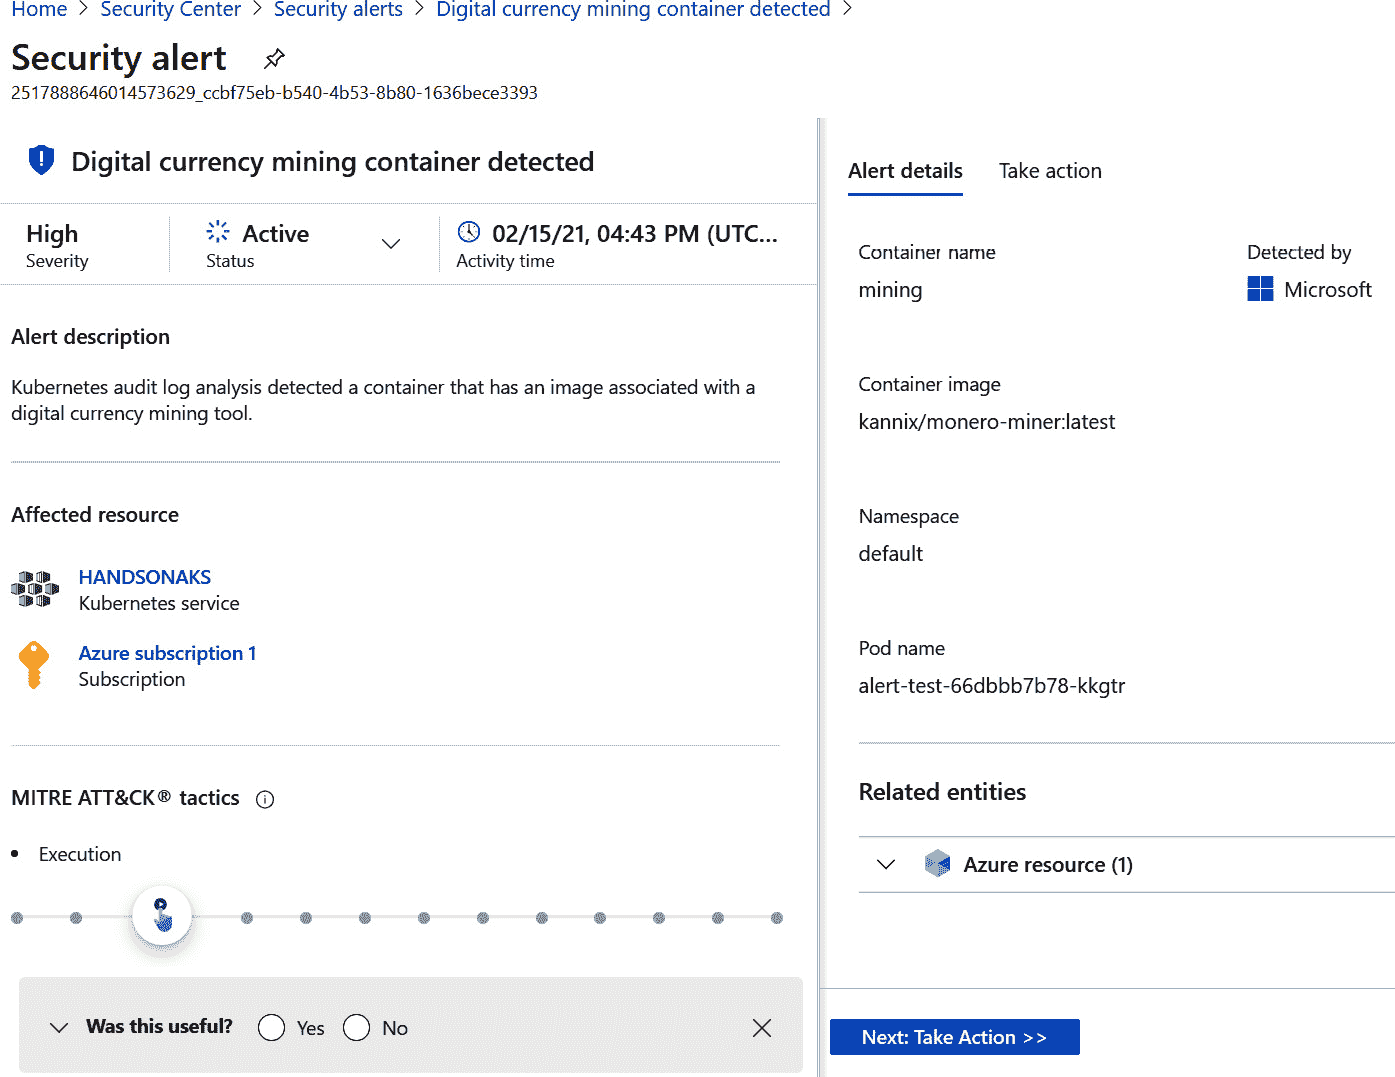 Home > Security Center > Security alerts > Digital currency mining container detected >
Security alert
2517888646014573629_ccbf75eb-b540-4b53-8b80-1636bece3393
Digital currency mining container detected
High
Severity
Active
Status
02/15/21, 04:43 PM (UTC...
Activity time
Alert description
Kubernetes audit log analysis detected a container that has an image associated with a
digital currency mining tool.
Affected resource
HANDSONAKS
Kubernetes service
Azure subscription 1
Subscription
MITRE ATT&CK® tactics
• Execution
Was this useful? Yes No
Alert details Take action
Container name
mining
Detected by
Microsoft
Container image
kannix/monero-miner:latest
Namespace
default
Pod name
alert-test-66dbbb7b78-kkgtr
Related entities
Azure resource (1)
Next: Take Action >>